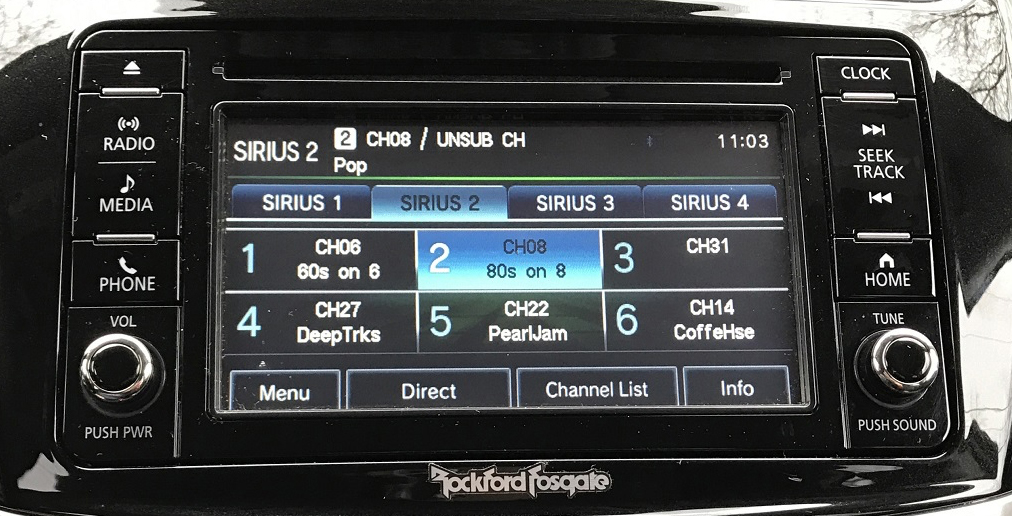 CLOCK
RADIO
MEDIA
PHONE
VOL
PUSH PWR
SIRIUS 2
2 CH08 / UNSUB CH
Pop
11:03
SIRIUS 1 SIRIUS 2 SIRIUS 3 SIRIUS 4
1 CH06
60s on 6
2 CH08
80s on 8
3 CH31
4 CH27
DeepTrks
5 CH22
PearlJam
6 CH14
CoffeHse
Menu Direct Channel List Info
SEEK
TRACK
HOME
TUNE
PUSH SOUND
Rockford Fosgate